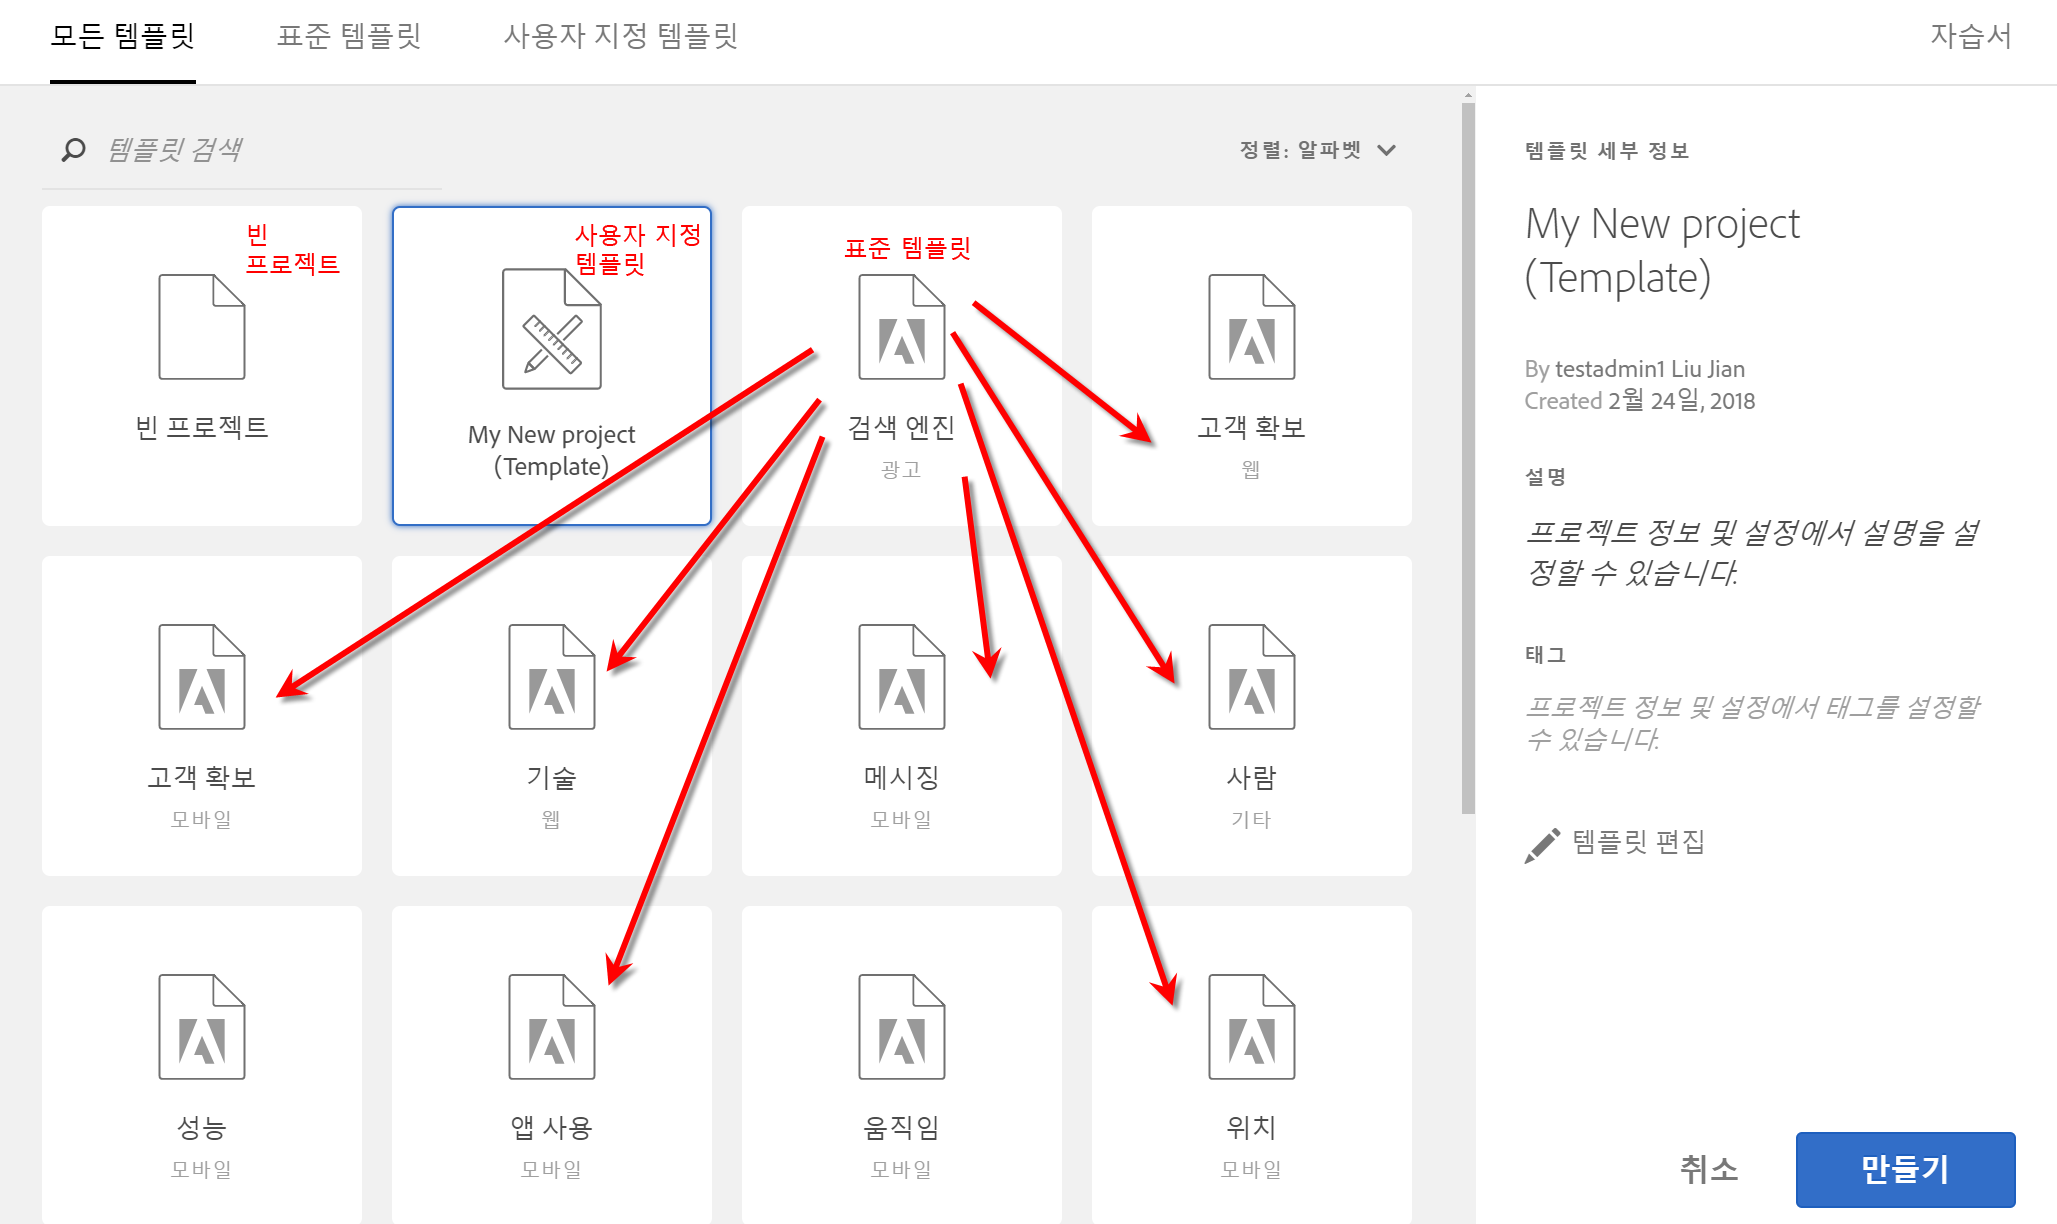 모든 템플릿
표준 템플릿
사용자 지정 템플릿
자습서
템플릿 검색
정렬: 알파벳
빈
프로젝트
빈 프로젝트
사용자 지정
템플릿
My New project
(Template)
표준 템플릿
검색 엔진
광고
고객 확보
웹
고객 확보
모바일
기술
웹
메시징
모바일
사람
기타
성능
모바일
앱 사용
모바일
움직임
모바일
위치
모바일
템플릿 세부 정보
My New project
(Template)
By testadmin1 Liu Jian
Created 2월 24일, 2018
설명
프로젝트 정보 및 설정에서 설명을 설
정할 수 있습니다.
태그
프로젝트 정보 및 설정에서 태그를 설정할
수 있습니다.
템플릿 편집
취소
만들기